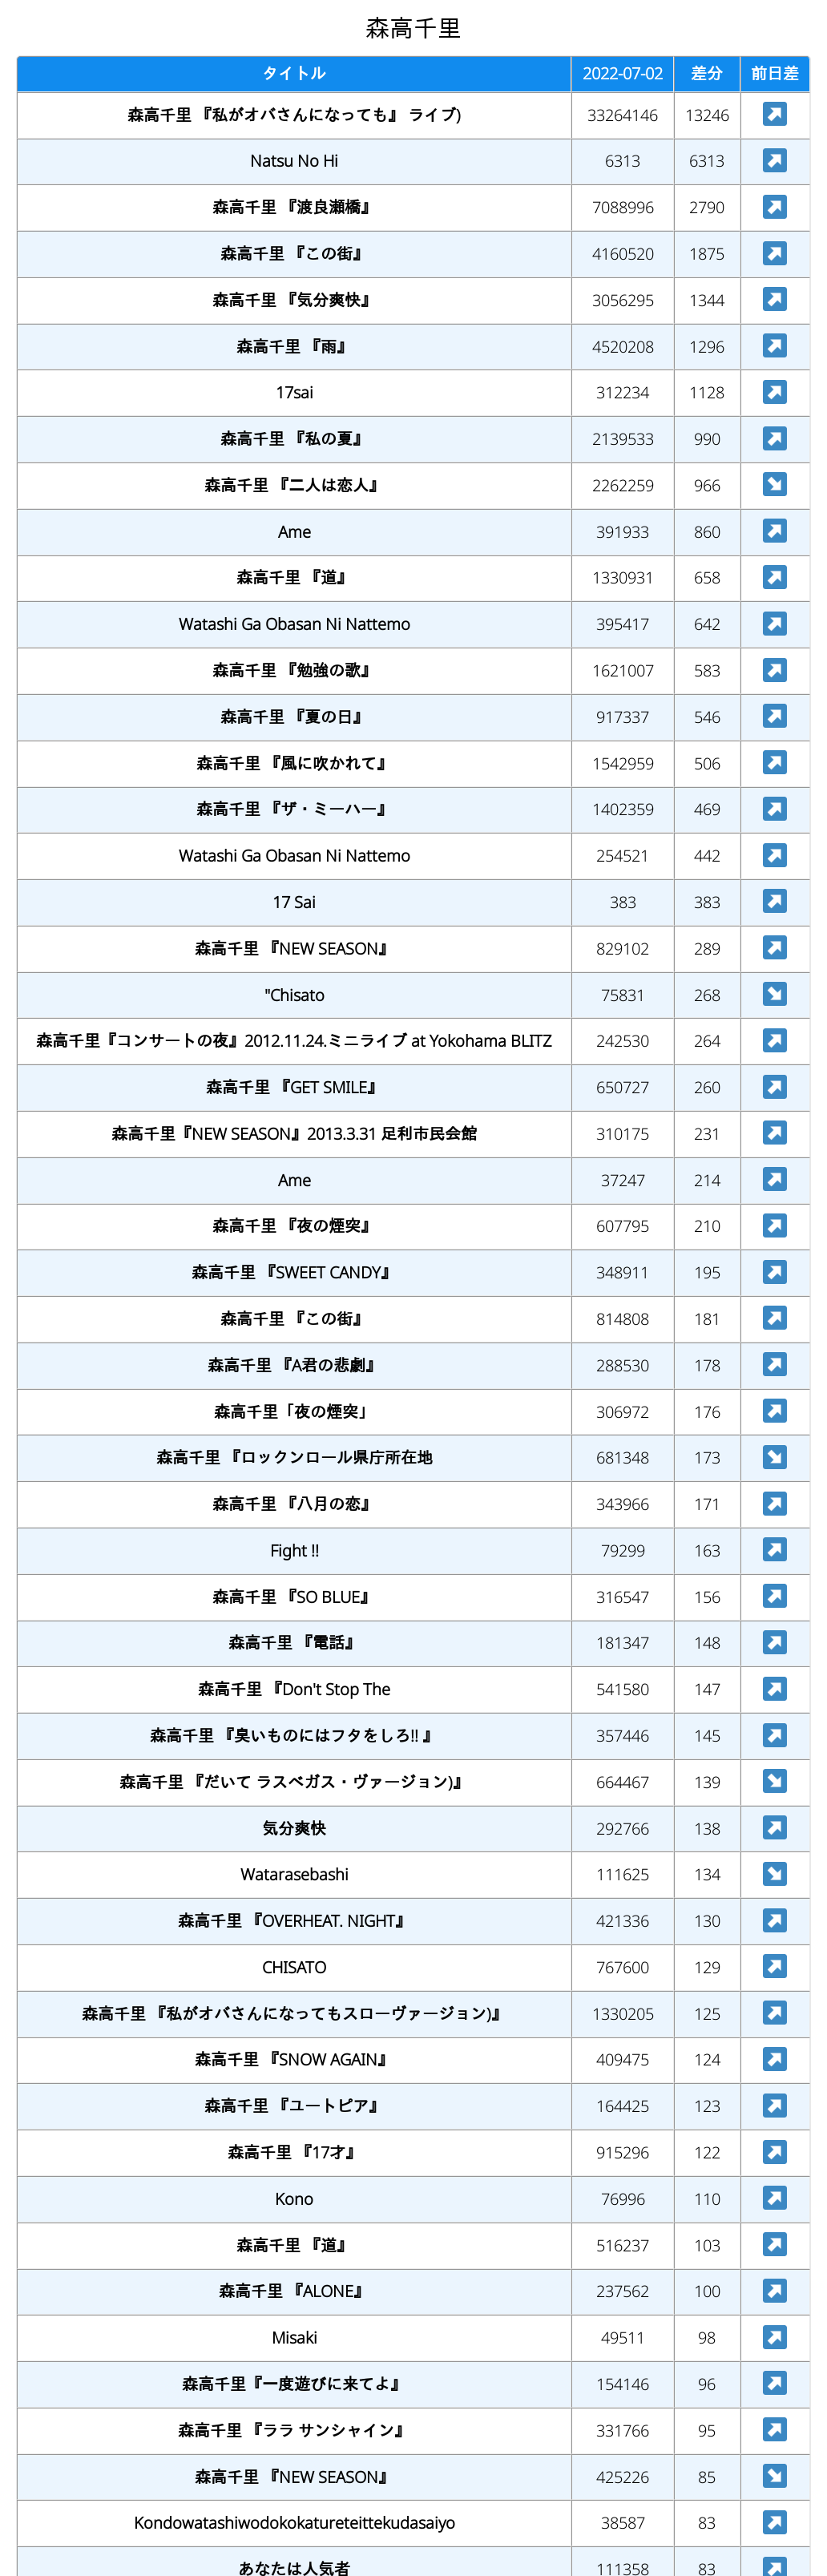 森高千里
タイトル 2022-07-02 差分 前日差
森高千里 『私がオバさんになっても』 ライブ) 33264146 13246
Natsu No Hi 6313 6313
森高千里 『渡良瀬橋』 7088996 2790
森高千里 『この街』 4160520 1875
森高千里 『気分爽快』 3056295 1344
森高千里 『雨』 4520208 1296
17sai 312234 1128
森高千里 『私の夏』 2139533 990
森高千里 『二人は恋人』 2262259 966
Ame 391933 860
森高千里 『道』 1330931 658
Watashi Ga Obasan Ni Nattemo 395417 642
森高千里 『勉強の歌』 1621007 583
森高千里 『夏の日』 917337 546
森高千里 『風に吹かれて』 1542959 506
森高千里 『ザ・ミーハー』 1402359 469
Watashi Ga Obasan Ni Nattemo 254521 442
17 Sai 383 383
森高千里 『NEW SEASON』 829102 289
"Chisato 75831 268
森高千里『コンサートの夜』2012.11.24.ミニライブ at Yokohama BLITZ 242530 264
森高千里 『GET SMILE』 650727 260
森高千里『NEW SEASON』2013.3.31 足利市民会館 310175 231
Ame 37247 214
森高千里 『夜の煙突』 607795 210
森高千里 『SWEET CANDY』 348911 195
森高千里 『この街』 814808 181
森高千里 『A君の悲劇』 288530 178
森高千里「夜の煙突」 306972 176
森高千里 『ロックンロール県庁所在地 681348 173
森高千里 『八月の恋』 343966 171
Fight !! 79299 163
森高千里 『SO BLUE』 316547 156
森高千里 『電話』 181347 148
森高千里 『Don't Stop The 541580 147
森高千里 『臭いものにはフタをしろ!! 』 357446 145
森高千里 『だいて ラスベガス・ヴァージョン)』 664467 139
気分爽快 292766 138
Watarasebashi 111625 134
森高千里 『OVERHEAT. NIGHT』 421336 130
CHISATO 767600 129
森高千里 『私がオバさんになってもスローヴァージョン)』 1330205 125
森高千里 『SNOW AGAIN』 409475 124
森高千里 『ユートピア』 164425 123
森高千里 『17才』 915296 122
Kono 76996 110
森高千里 『道』 516237 103
森高千里 『ALONE』 237562 100
Misaki 49511 98
森高千里『一度遊びに来てよ』 154146 96
森高千里 『ララ サンシャイン』 331766 95
森高千里 『NEW SEASON』 425226 85
Kondowatashiwodokokatureteittekudasaiyo 38587 83
あなたは人気者 111358 83